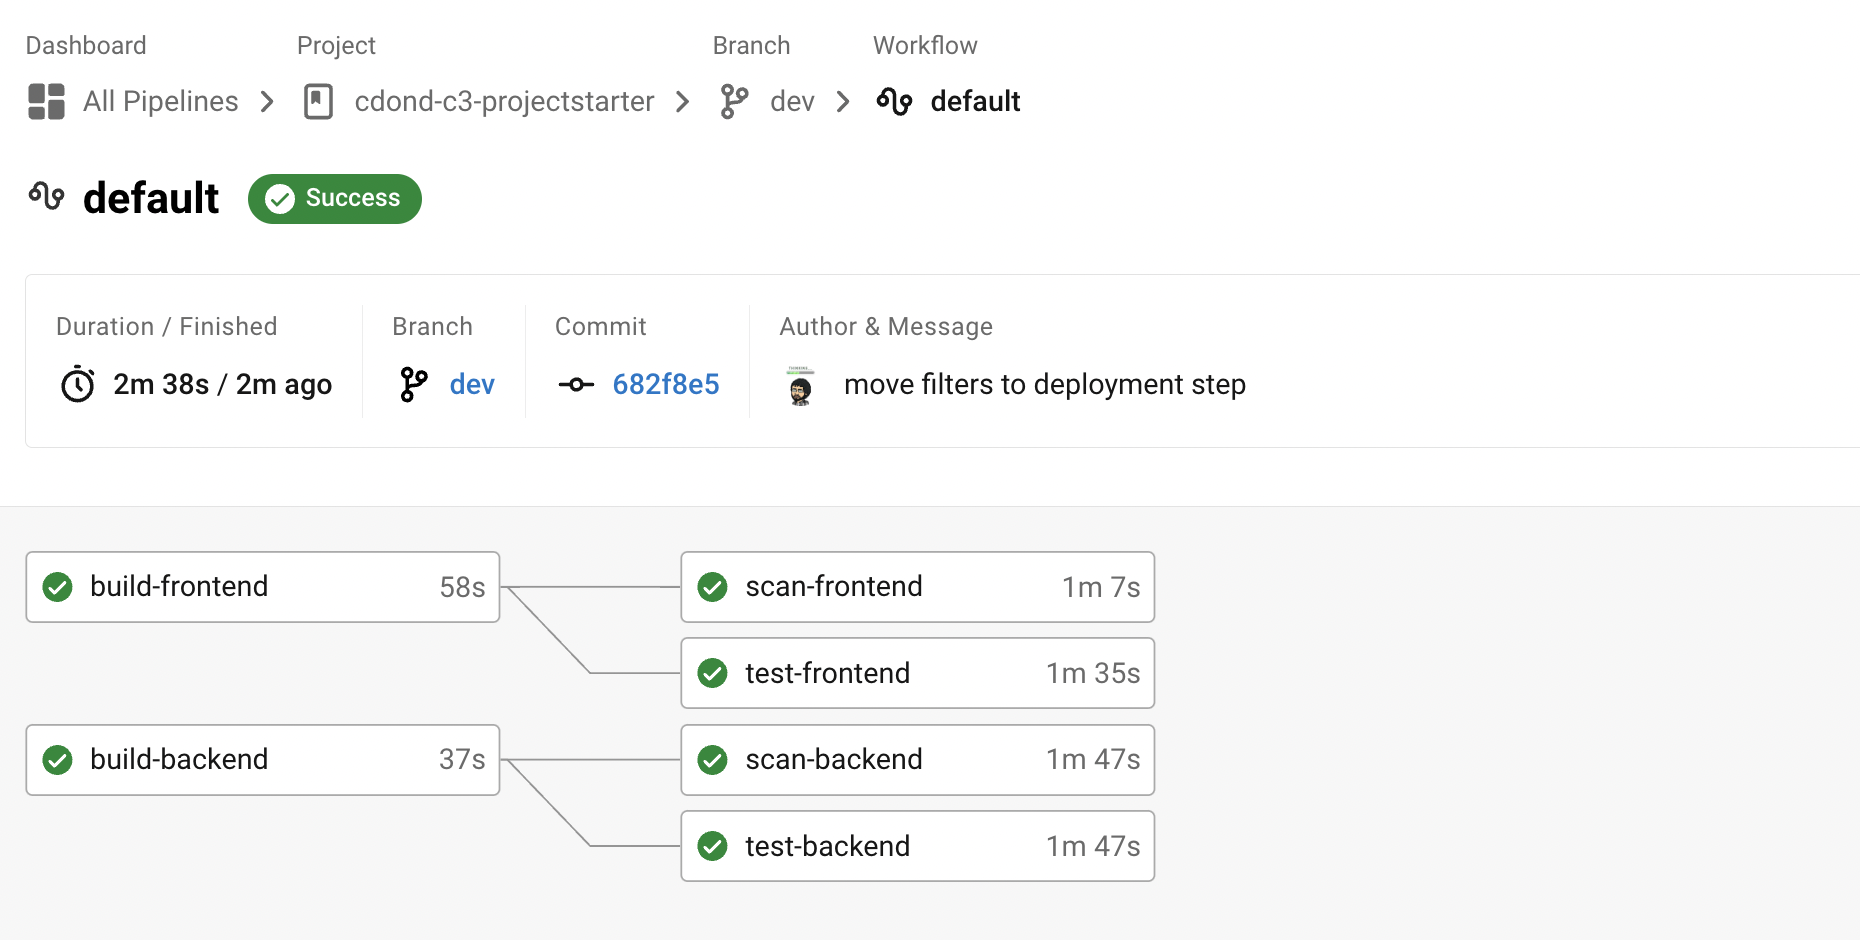 Dashboard Project Branch Workflow
All Pipelines cdond-c3-projectstarter dev default
default Success
Duration / Finished Branch Commit Author & Message
2m 38s / 2m ago dev 682f8e5 move filters to deployment step
build-frontend 58s scan-frontend 1m 7s
test-frontend 1m 35s
build-backend 37s scan-backend 1m 47s
test-backend 1m 47s